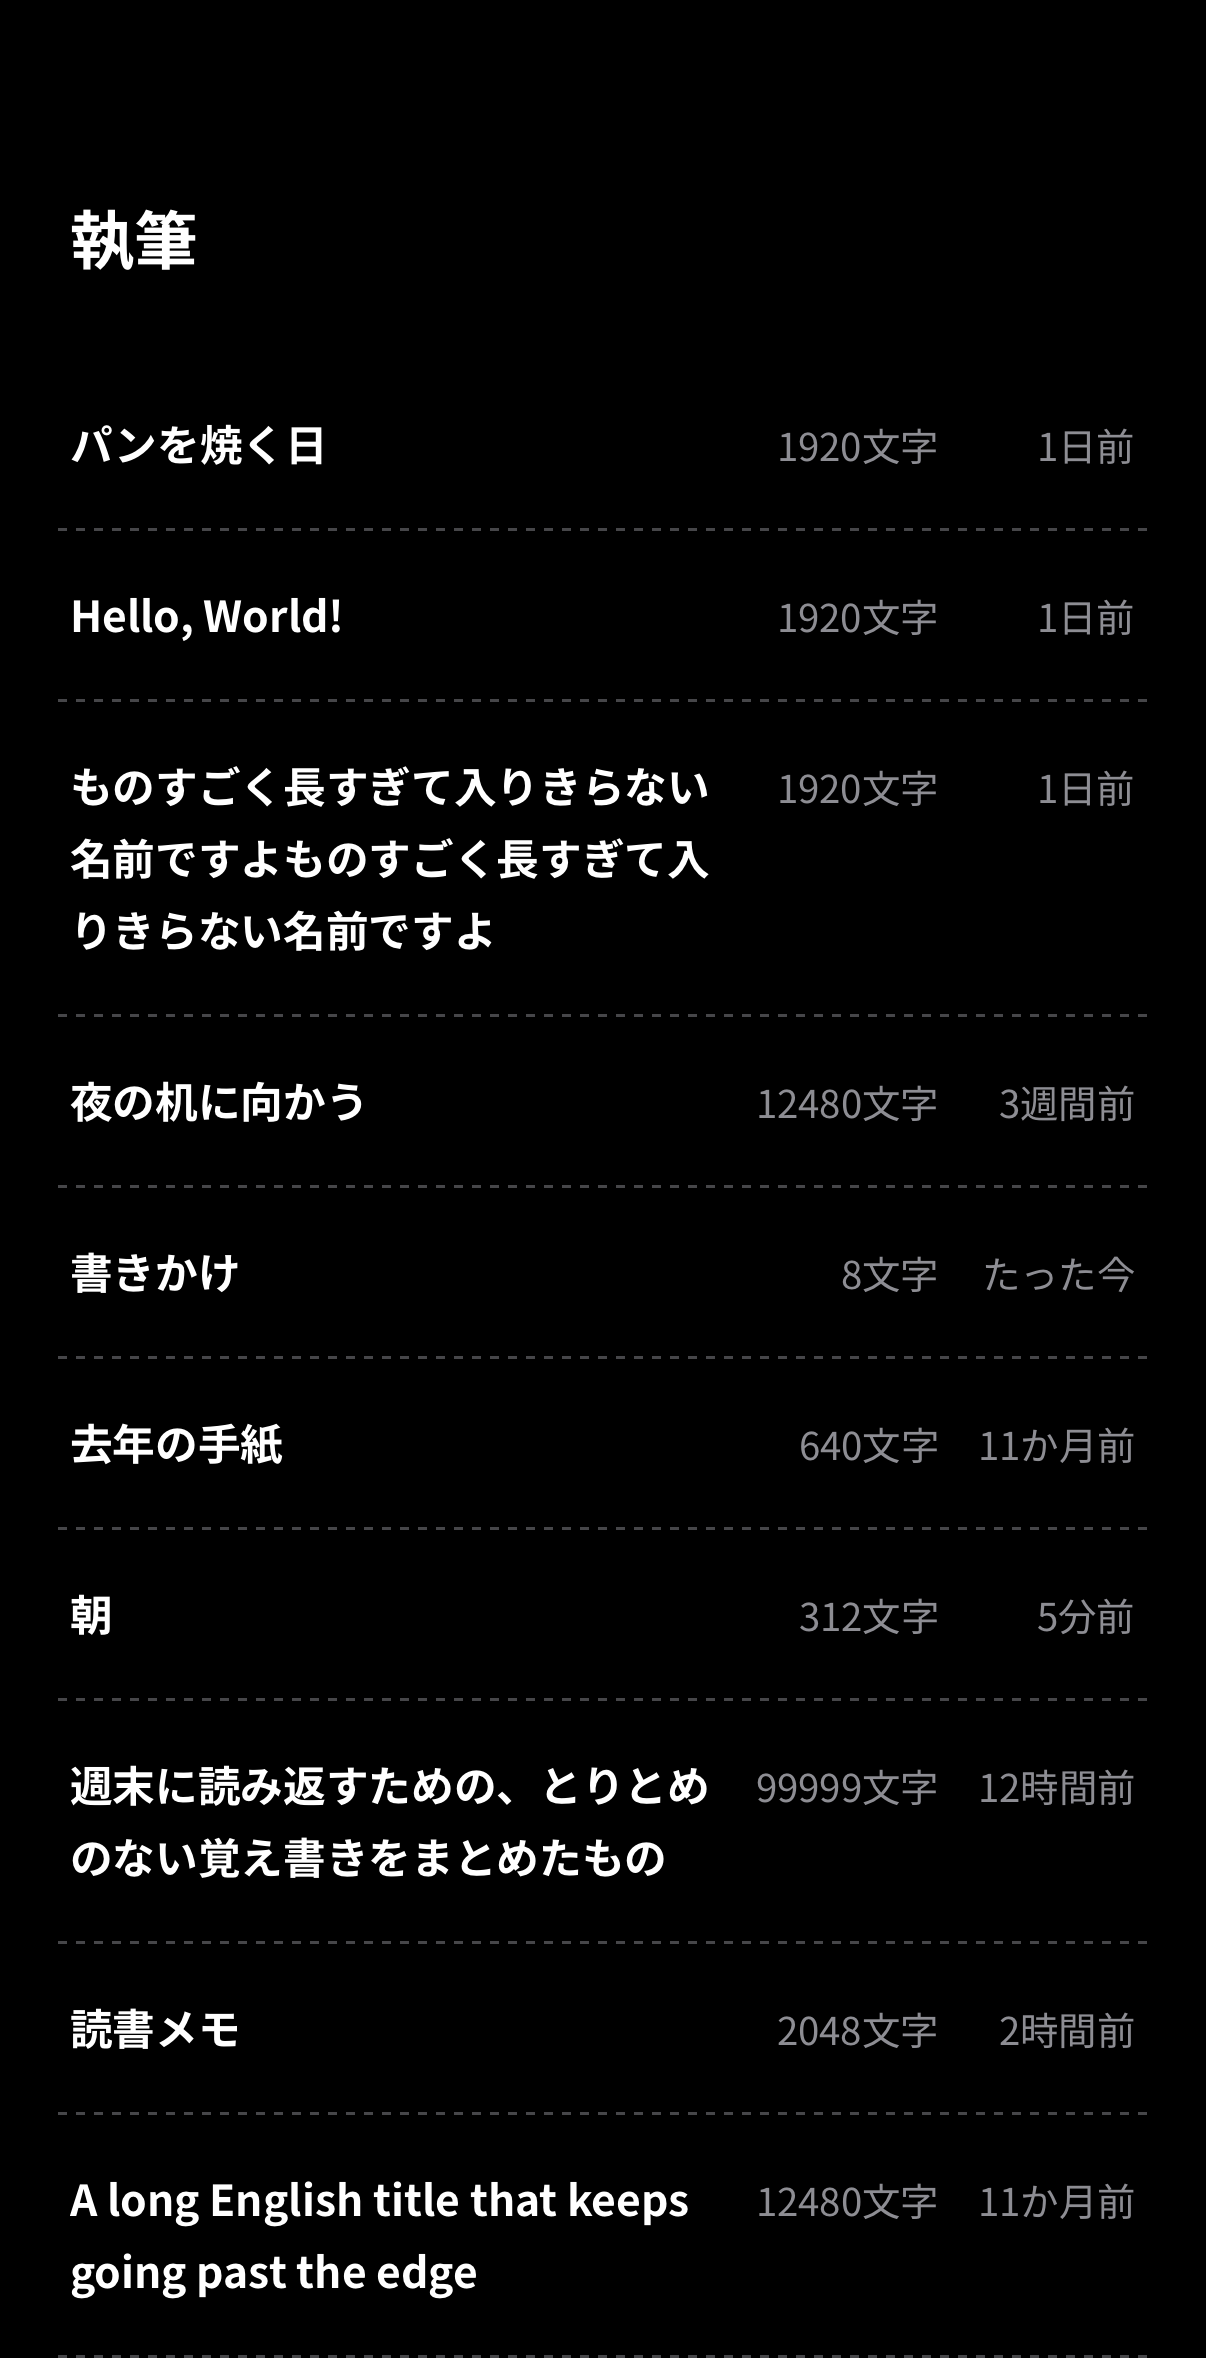 執筆
パンを焼く日 1920文字 1日前
Hello, World! 1920文字 1日前
ものすごく長すぎて入りきらない 1920文字 1日前
名前ですよものすごく長すぎて入
りきらない名前ですよ
夜の机に向かう 12480文字 3週間前
書きかけ 8文字 たった今
去年の手紙 640文字 11か月前
朝 312文字 5分前
週末に読み返すための、とりとめ 99999文字 12時間前
のない覚え書きをまとめたもの
読書メモ 2048文字 2時間前
A long English title that keeps 12480文字 11か月前
going past the edge